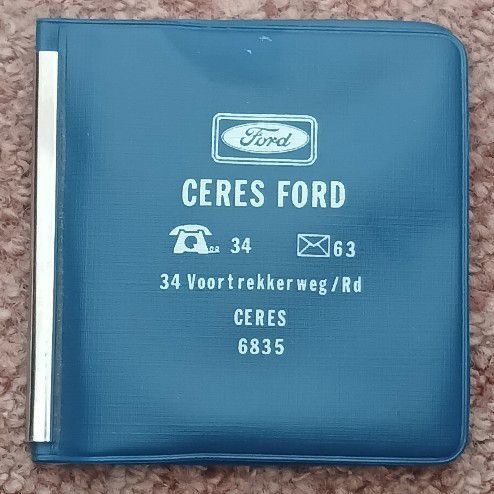 Ford
CERES FORD
34 63
34 Voortrekkerweg/Rd
CERES
6835